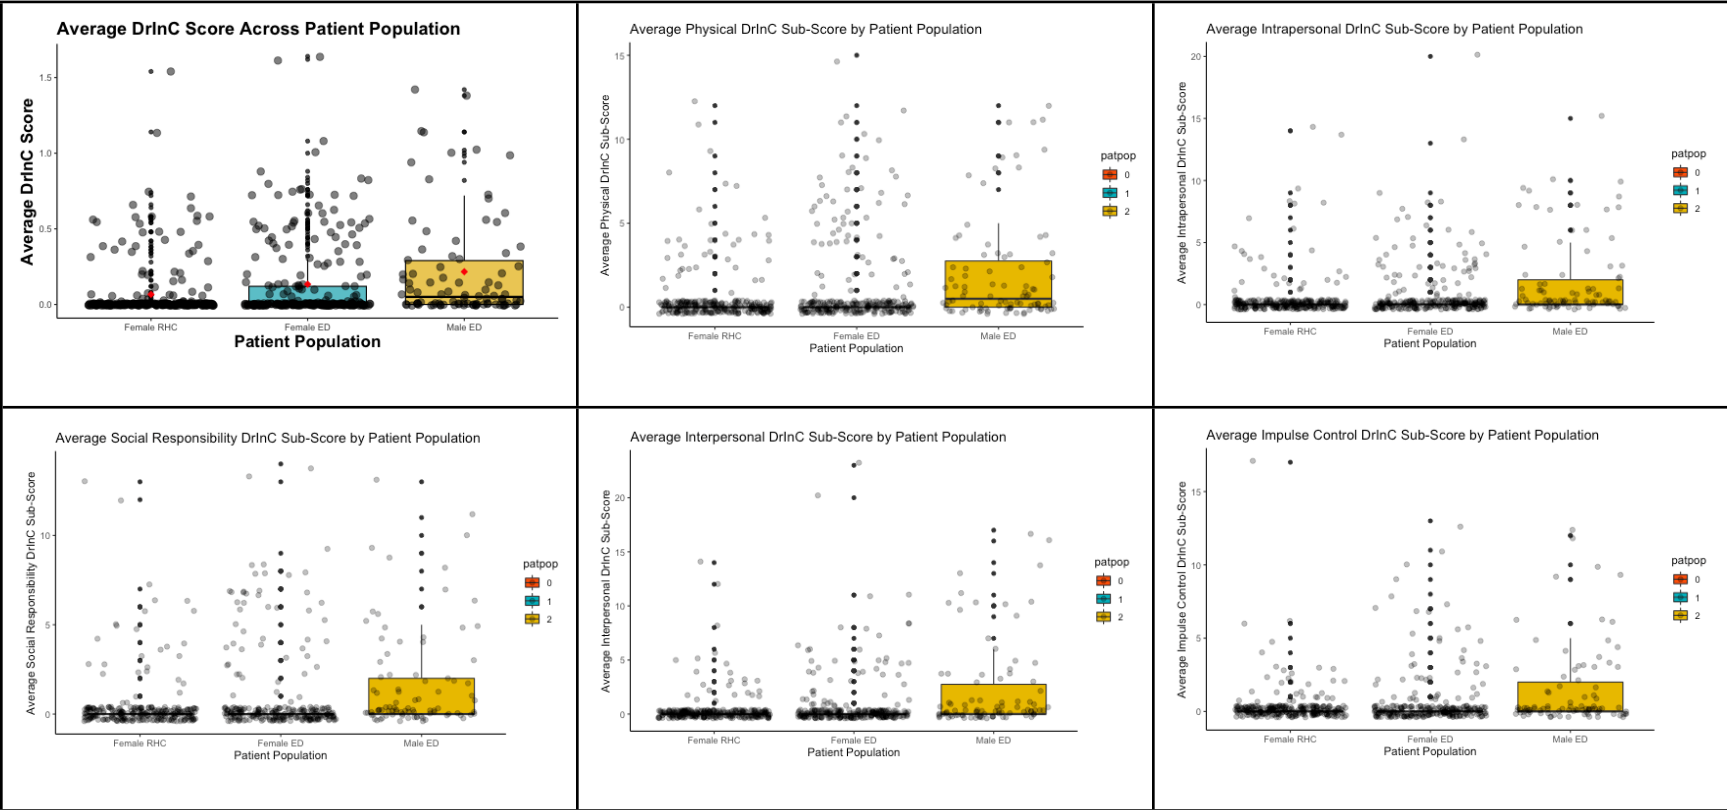 Average DrInC Score Across Patient Population
Average DrInC Score
1.5
1.0
0.5
0.0
Female RHC
Female ED
Male ED
Patient Population
Average Physical DrInC Sub-Score by Patient Population
Average Physical DrInC Sub-Score
15
10
5
0
Female RHC
Female ED
Male ED
Patient Population
patpop
0
1
2
Average Intrapersonal DrInC Sub-Score by Patient Population
Average Intrapersonal DrInC Sub-Score
20
15
10
5
0
Female RHC
Female ED
Male ED
Patient Population
patpop
0
1
2
Average Social Responsibility DrInC Sub-Score by Patient Population
Average Social Responsibility DrInC Sub-Score
10
5
0
Female RHC
Female ED
Male ED
Patient Population
patpop
0
1
2
Average Interpersonal DrInC Sub-Score by Patient Population
Average Interpersonal DrInC Sub-Score
20
15
10
5
0
Female RHC
Female ED
Male ED
Patient Population
patpop
0
1
2
Average Impulse Control DrInC Sub-Score by Patient Population
Average Impulse Control DrInC Sub-Score
15
10
5
0
Female RHC
Female ED
Male ED
Patient Population
patpop
0
1
2